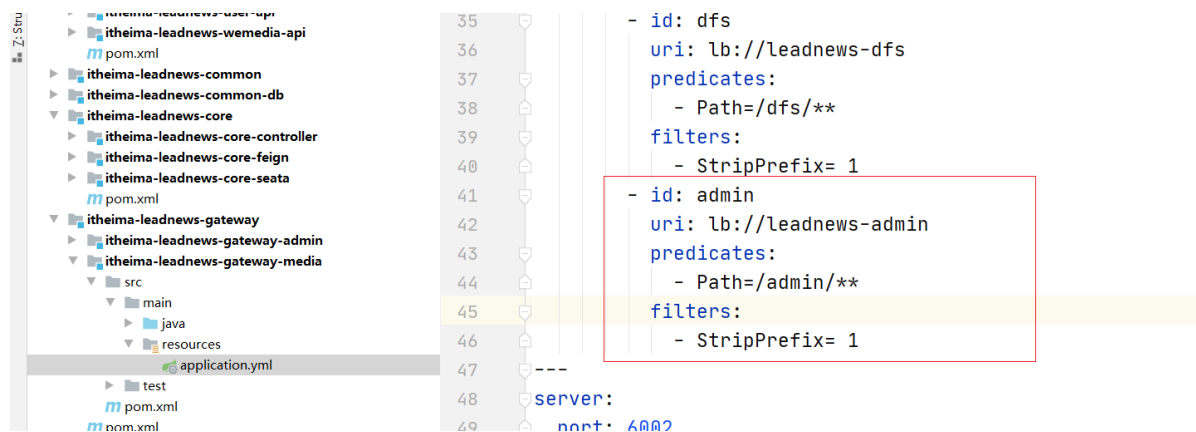 Z: Stru
itheima-leadnews-user-api
itheima-leadnews-wemedia-api
pom.xml
itheima-leadnews-common
itheima-leadnews-common-db
itheima-leadnews-core
itheima-leadnews-core-controller
itheima-leadnews-core-feign
itheima-leadnews-core-seata
pom.xml
itheima-leadnews-gateway
itheima-leadnews-gateway-admin
itheima-leadnews-gateway-media
src
main
java
resources
application.yml
test
pom.xml
pom.xml
35 - id: dfs
36 uri: lb://leadnews-dfs
37 predicates:
38 - Path=/dfs/**
39 filters:
40 - StripPrefix= 1
41 - id: admin
42 uri: lb://leadnews-admin
43 predicates:
44 - Path=/admin/**
45 filters:
46 - StripPrefix= 1
47 ---
48 server:
49 port: 6002